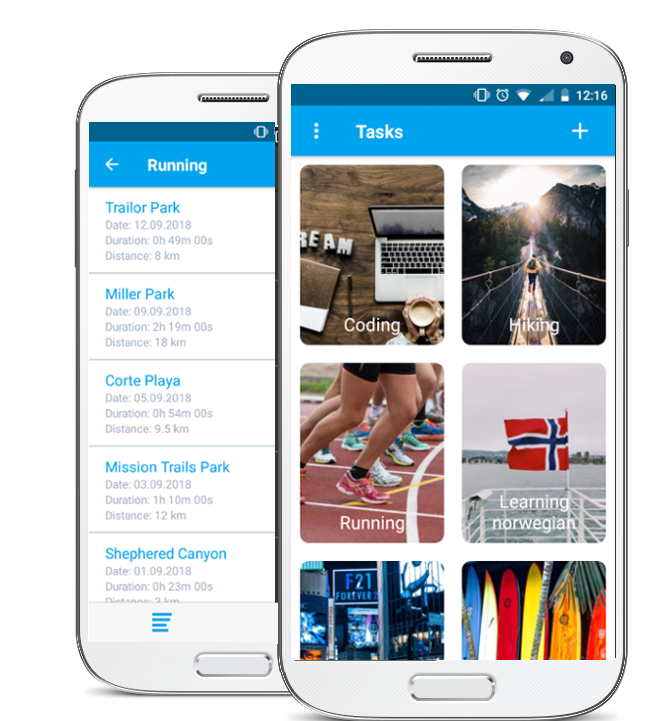 Running
Trailor Park
Date: 12.09.2018
Duration: 0h 49m 00s
Distance: 8 km
Miller Park
Date: 09.09.2018
Duration: 2h 19m 00s
Distance: 18 km
Corte Playa
Date: 05.09.2018
Duration: 0h 54m 00s
Distance: 9.5 km
Mission Trails Park
Date: 03.09.2018
Duration: 1h 10m 00s
Distance: 12 km
Shephered Canyon
Date: 01.09.2018
Duration: 0h 23m 00s
Distance: 3 km
12:16
Tasks
EAM
Coding
Hiking
Running
Learning
norwegian
F21
FOREVER 2